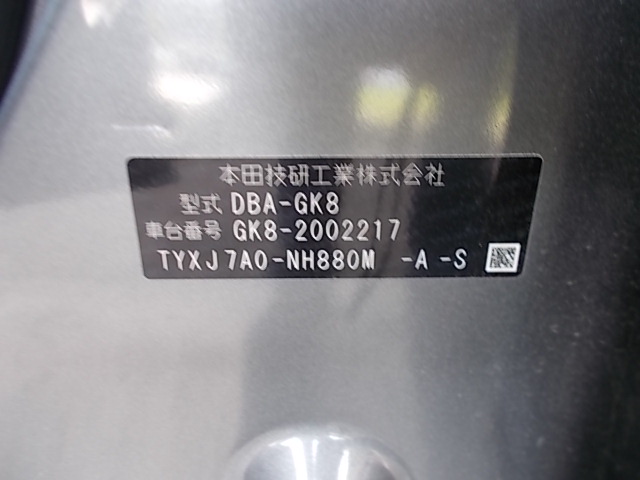 本田技研工業株式会社
型式 DBA-GK8
車台番号 GK8-2002217
TYXJ7A0-NH880M -A -S